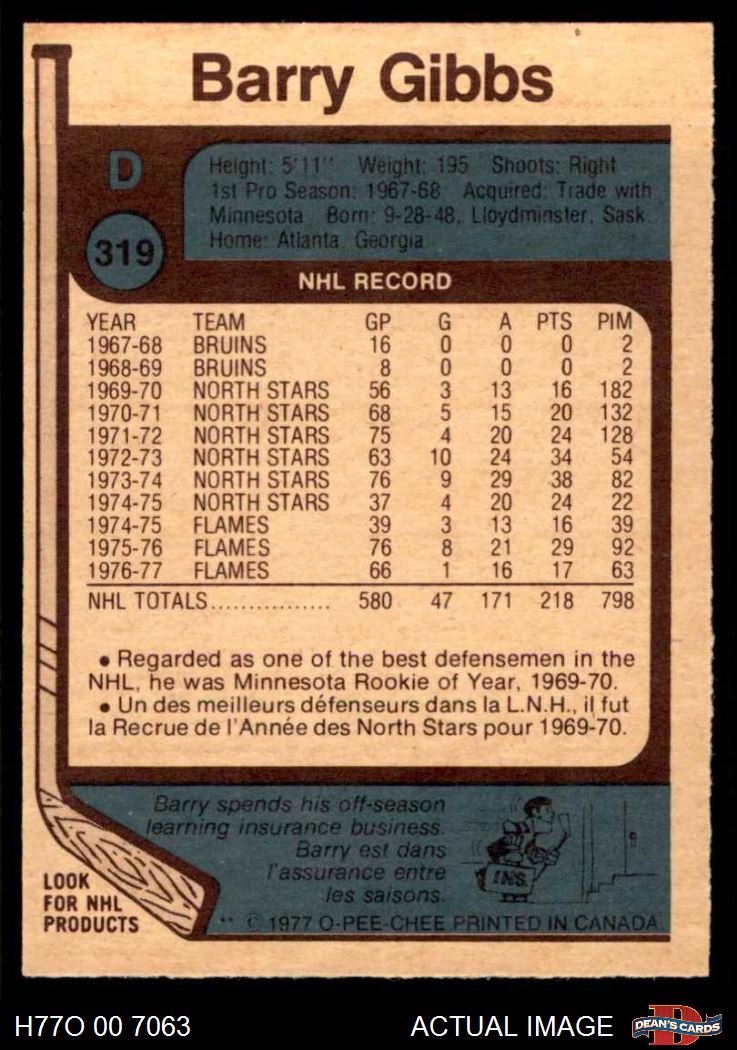 Barry Gibbs
D
319
Height: 5'11" Weight: 195 Shoots: Right
1st Pro Season: 1967-68 Acquired: Trade with
Minnesota Born: 9-28-48, Lloydminster, Sask.
Home: Atlanta, Georgia
NHL RECORD
YEAR TEAM GP G A PTS PIM
1967-68 BRUINS 16 0 0 0 2
1968-69 BRUINS 8 0 0 0 2
1969-70 NORTH STARS 56 3 13 16 182
1970-71 NORTH STARS 68 5 15 20 132
1971-72 NORTH STARS 75 4 20 24 128
1972-73 NORTH STARS 63 10 24 34 54
1973-74 NORTH STARS 76 9 29 38 82
1974-75 NORTH STARS 37 4 20 24 22
1974-75 FLAMES 39 3 13 16 39
1975-76 FLAMES 76 8 21 29 92
1976-77 FLAMES 66 1 16 17 63
NHL TOTALS................ 580 47 171 218 798
• Regarded as one of the best defensemen in the
NHL, he was Minnesota Rookie of Year, 1969-70.
• Un des meilleurs défenseurs dans la L.N.H., il fut
la Recrue de l'Année des North Stars pour 1969-70.
Barry spends his off-season
learning insurance business.
Barry est dans
l'assurance entre
les saisons.
INS.
LOOK
FOR NHL
PRODUCTS
** © 1977 O-PEE-CHEE PRINTED IN CANADA
H77O 00 7063
ACTUAL IMAGE
D
DEAN'S CARDS